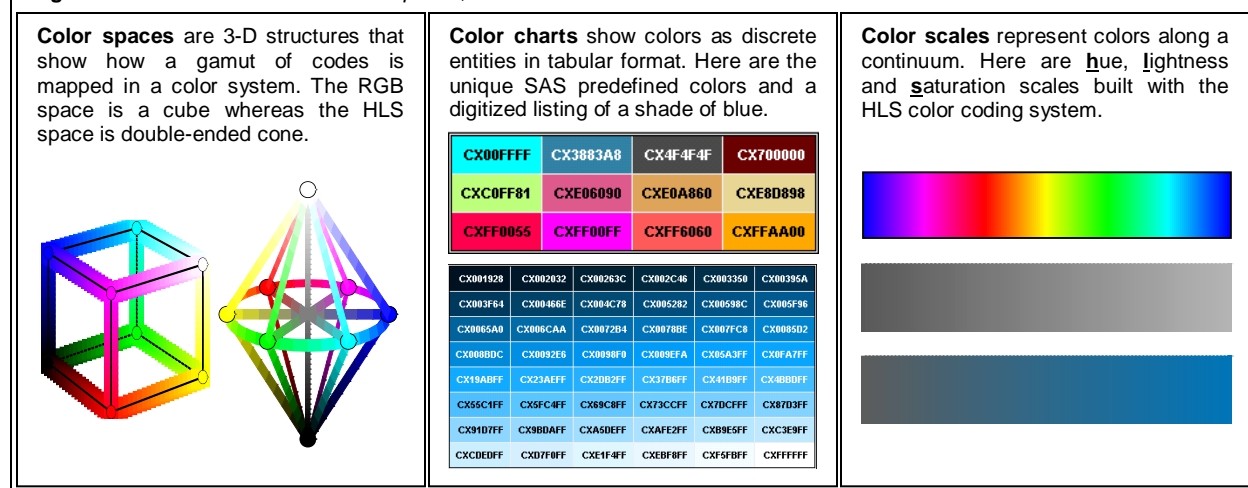 Color spaces are 3-D structures that
show how a gamut of codes is
mapped in a color system. The RGB
space is a cube whereas the HLS
space is double-ended cone.
Color charts show colors as discrete
entities in tabular format. Here are the
unique SAS predefined colors and a
digitized listing of a shade of blue.
CX00FFFF CX3883A8 CX4F4F4F CX700000
CXC0FF81 CXE06090 CXE0A860 CXE8D898
CXFF0055 CXFF00FF CXFF6060 CXFFAA00
CX001928 CX002032 CX00263C CX002C46 CX003350 CX00395A
CX003F64 CX00466E CX004C78 CX005282 CX00598C CX005F96
CX0065A0 CX006CAA CX0072B4 CX0078BE CX007FC8 CX0085D2
CX008BDC CX0092E6 CX0098F0 CX009EFA CX05A3FF CX0FA7FF
CX19ABFF CX23AEFF CX2DB2FF CX37B6FF CX41B9FF CX4BBDFF
CX55C1FF CX5FC4FF CX69C8FF CX73CCFF CX7DCFFF CX87D3FF
CX91D7FF CX9BDAFF CXA5DEFF CXAFE2FF CXB9E5FF CXC3E9FF
CXCDEDFF CXD7F0FF CXE1F4FF CXEBF8FF CXF5FBFF CXFFFFFF
Color scales represent colors along a
continuum. Here are hue, lightness
and saturation scales built with the
HLS color coding system.